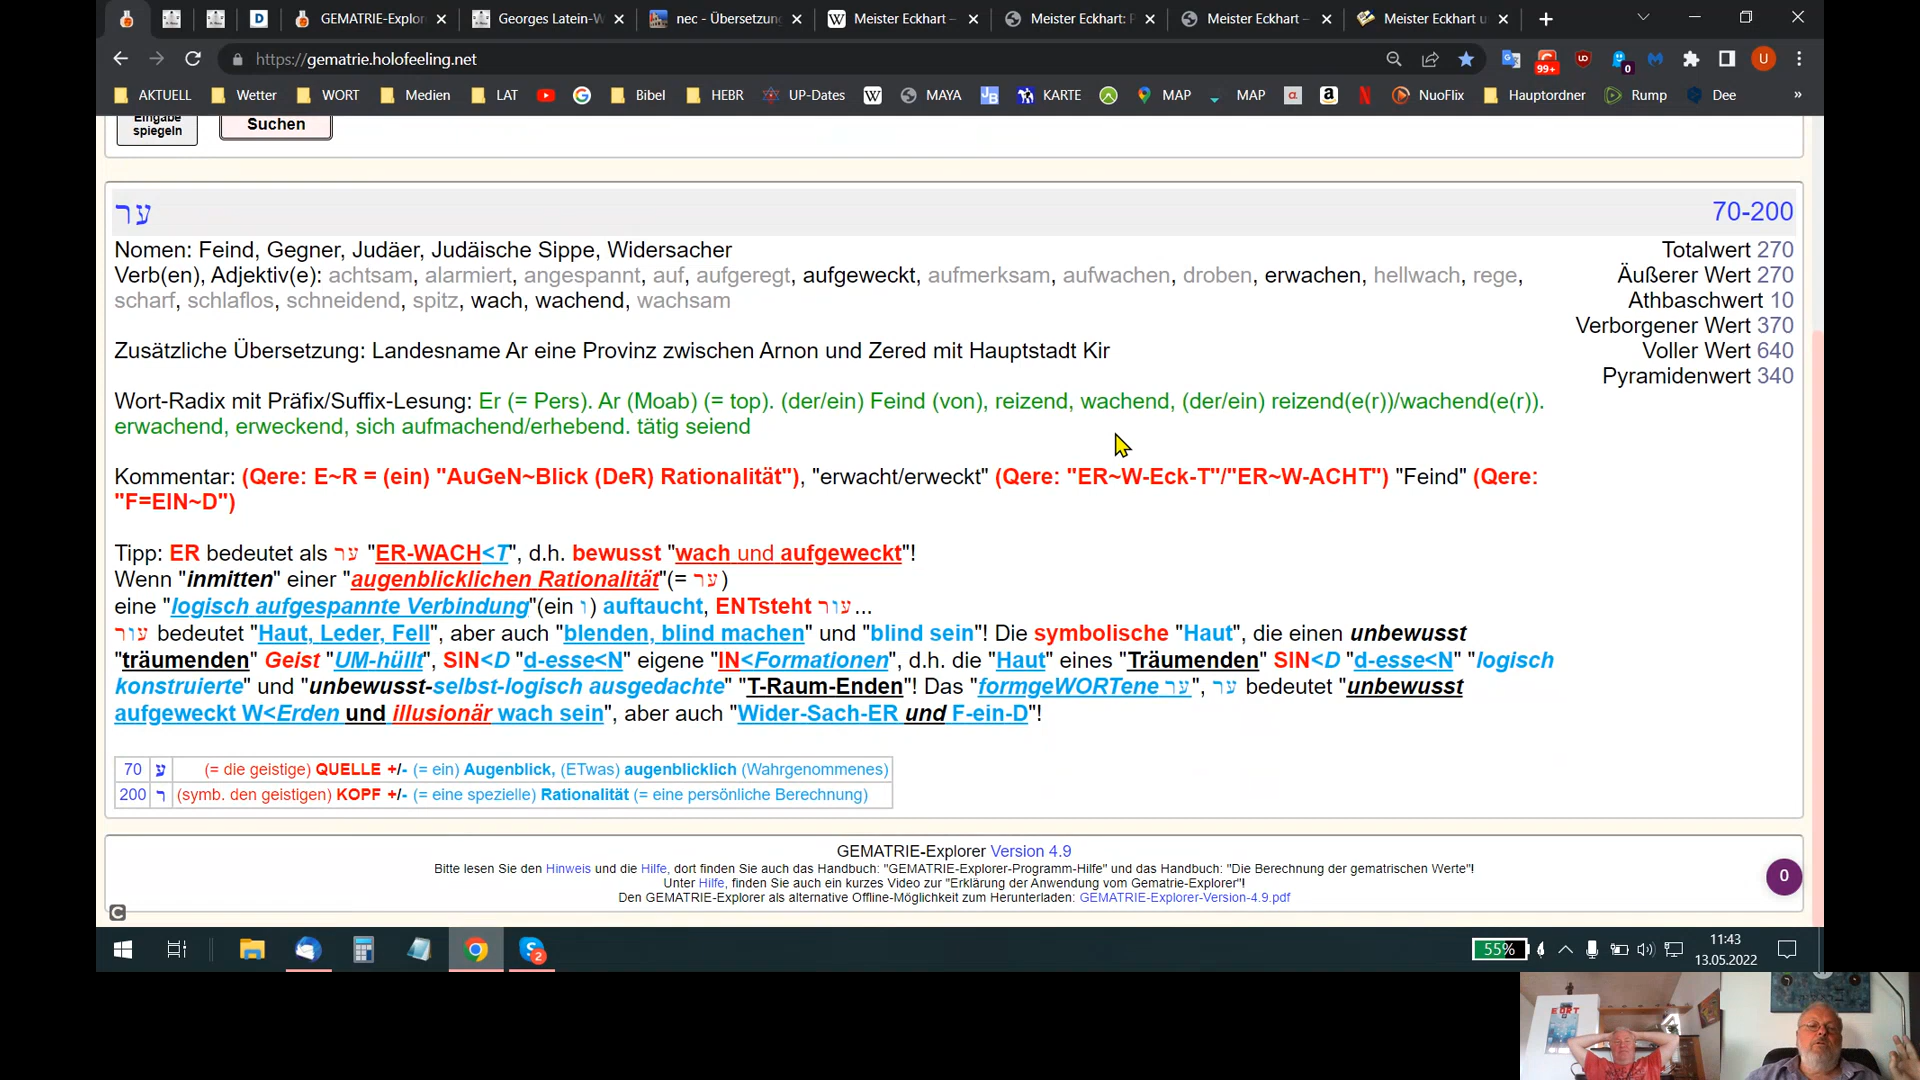 GEMATRIE-Explor
Georges Latein-W
nec - Übersetzung
Meister Eckhart –
Meister Eckhart: P
Meister Eckhart –
Meister Eckhart u
https://gematrie.holofeeling.net
99+
0
U
AKTUELL Wetter WORT Medien LAT Bibel HEBR UP-Dates MAYA KARTE MAP MAP NuoFlix Hauptordner Rump Dee »
Eingabe
spiegeln
Suchen
ער 70-200
Nomen: Feind, Gegner, Judäer, Judäische Sippe, Widersacher
Totalwert 270
Verb(en), Adjektiv(e): achtsam, alarmiert, angespannt, auf, aufgeregt, aufgeweckt, aufmerksam, aufwachen, droben, erwachen, hellwach, rege,
Äußerer Wert 270
scharf, schlaflos, schneidend, spitz, wach, wachend, wachsam
Athbaschwert 10
Verborgener Wert 370
Zusätzliche Übersetzung: Landesname Ar eine Provinz zwischen Arnon und Zered mit Hauptstadt Kir
Voller Wert 640
Pyramidenwert 340
Wort-Radix mit Präfix/Suffix-Lesung: Er (= Pers). Ar (Moab) (= top). (der/ein) Feind (von), reizend, wachend, (der/ein) reizend(e(r))/wachend(e(r)).
erwachend, erweckend, sich aufmachend/erhebend. tätig seiend
Kommentar: (Qere: E~R = (ein) "AuGeN~Blick (DeR) Rationalität"), "erwacht/erweckt" (Qere: "ER~W-Eck-T"/"ER~W-ACHT") "Feind" (Qere:
"F=EIN~D")
Tipp: ER bedeutet als ער "ER-WACH<T", d.h. bewusst "wach und aufgeweckt"!
Wenn "inmitten" einer "augenblicklichen Rationalität"(= ער)
eine "logisch aufgespannte Verbindung"(ein ו) auftaucht, ENTsteht עור...
עור bedeutet "Haut, Leder, Fell", aber auch "blenden, blind machen" und "blind sein"! Die symbolische "Haut", die einen unbewusst
"träumenden" Geist "UM-hüllt", SIN<D "d-esse<N" eigene "IN<Formationen", d.h. die "Haut" eines "Träumenden" SIN<D "d-esse<N" "logisch
konstruierte" und "unbewusst-selbst-logisch ausgedachte" "T-Raum-Enden"! Das "formgeWORTene ער", ער bedeutet "unbewusst
aufgeweckt W<Erden und illusionär wach sein", aber auch "Wider-Sach-ER und F-ein-D"!
70 ע (= die geistige) QUELLE +/- (= ein) Augenblick, (ETwas) augenblicklich (Wahrgenommenes)
200 ר (symb. den geistigen) KOPF +/- (= eine spezielle) Rationalität (= eine persönliche Berechnung)
GEMATRIE-Explorer Version 4.9
Bitte lesen Sie den Hinweis und die Hilfe, dort finden Sie auch das Handbuch: "GEMATRIE-Explorer-Programm-Hilfe" und das Handbuch: "Die Berechnung der gematrischen Werte"!
Unter Hilfe, finden Sie auch ein kurzes Video zur "Erklärung der Anwendung vom Gematrie-Explorer"!
Den GEMATRIE-Explorer als alternative Offline-Möglichkeit zum Herunterladen: GEMATRIE-Explorer-Version-4.9.pdf
0
2
55%
11:43
13.05.2022